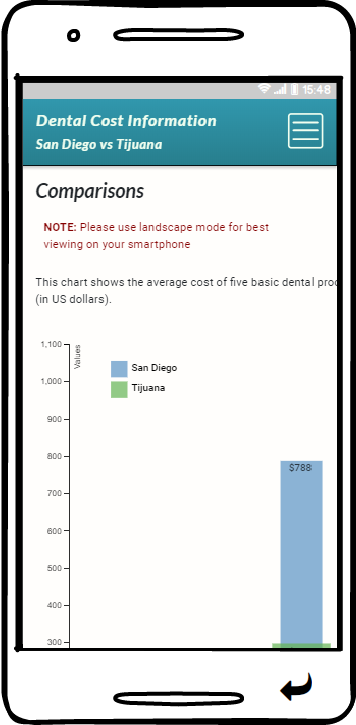 15:48
Dental Cost Information
San Diego vs Tijuana
Comparisons
NOTE: Please use landscape mode for best
viewing on your smartphone
This chart shows the average cost of five basic dental proc
(in US dollars).
1,100
Values
San Diego
1,000
Tijuana
900
800
$788
700
600
500
400
300